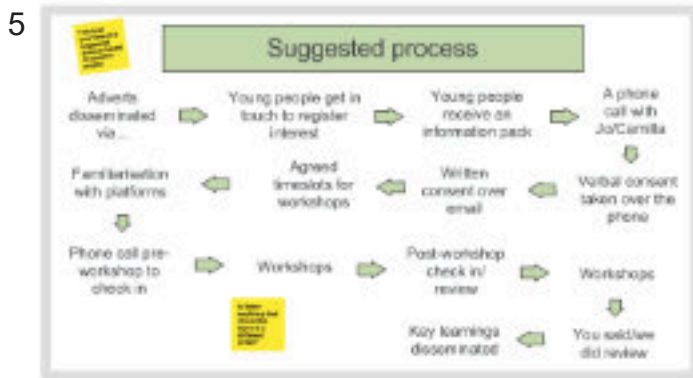 5
Suggested process
Adverts
disseminated
via...
Young people get in
touch to register
interest
Young people
receive an
information pack
A phone
call with
Jo/Camilla
Familiarisation
with platforms
Agreed
timeslots for
workshops
Written
consent over
email
Verbal consent
taken over the
phone
Phone call pre-
workshop to
check in
Workshops
Post-workshop
check in/
review
Workshops
Key learnings
disseminated
You said/we
did review